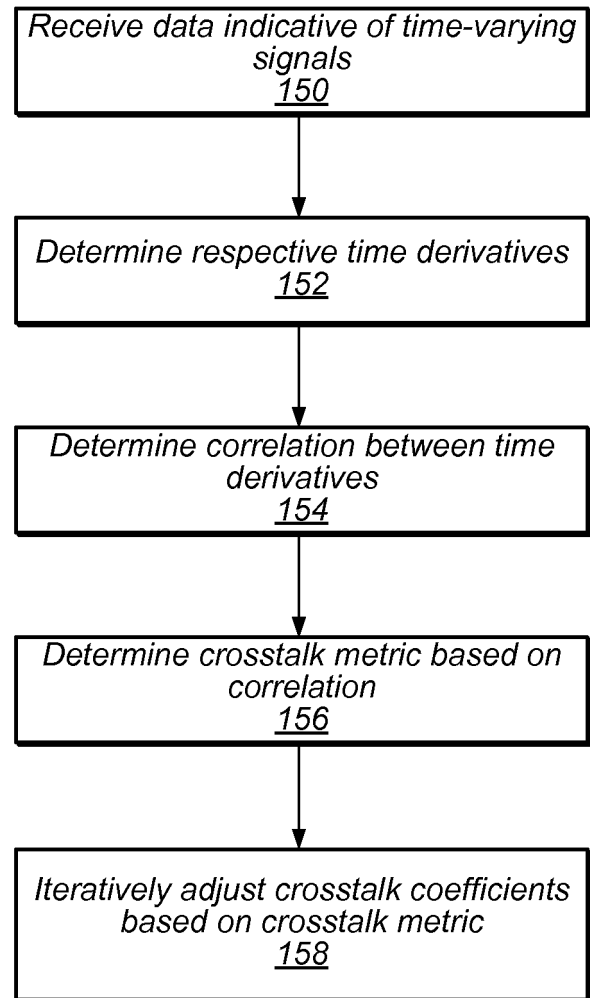 Receive data indicative of time-varying
signals
150
Determine respective time derivatives
152
Determine correlation between time
derivatives
154
Determine crosstalk metric based on
correlation
156
Iteratively adjust crosstalk coefficients
based on crosstalk metric
158